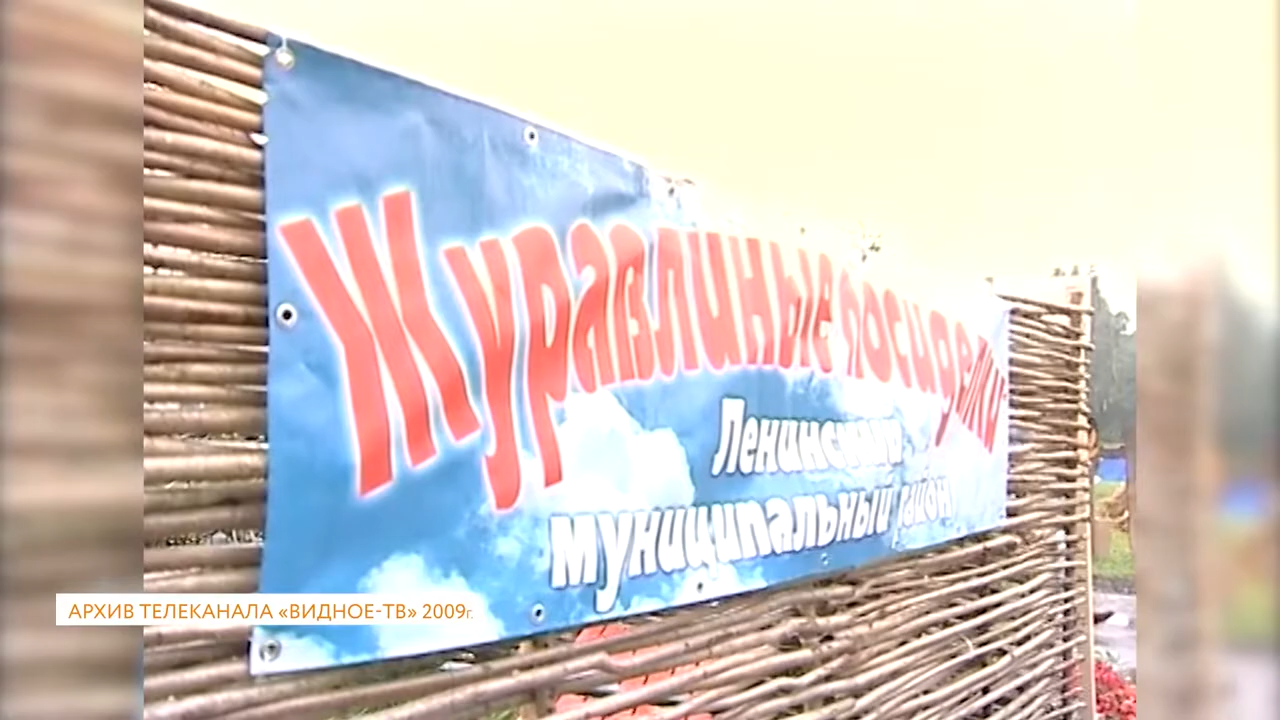 Журавлиные посиделки
Ленинский
муниципальный район
АРХИВ ТЕЛЕКАНАЛА «ВИДНОЕ-ТВ» 2009г.